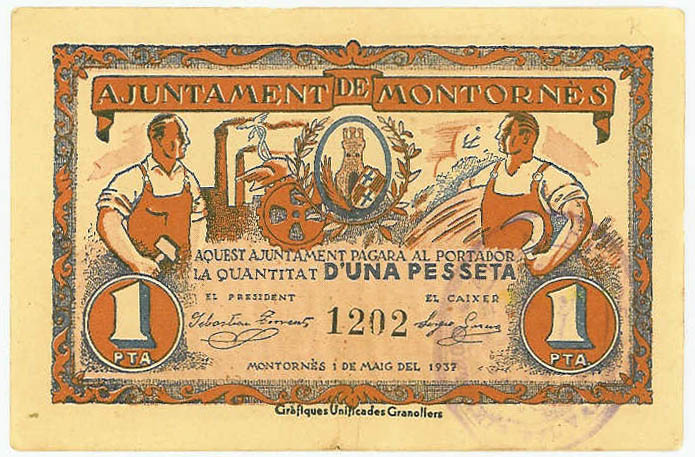 AJUNTAMENT DE MONTORNÈS
AQUEST AJUNTAMENT PAGARA AL PORTADOR
LA QUANTITAT D'UNA PESSETA
EL PRESIDENT
EL CAIXER
1202
1
PTA
1
PTA
MONTORNÈS 1 DE MAIG DEL 1937
Gràfiques Unificades Granollers